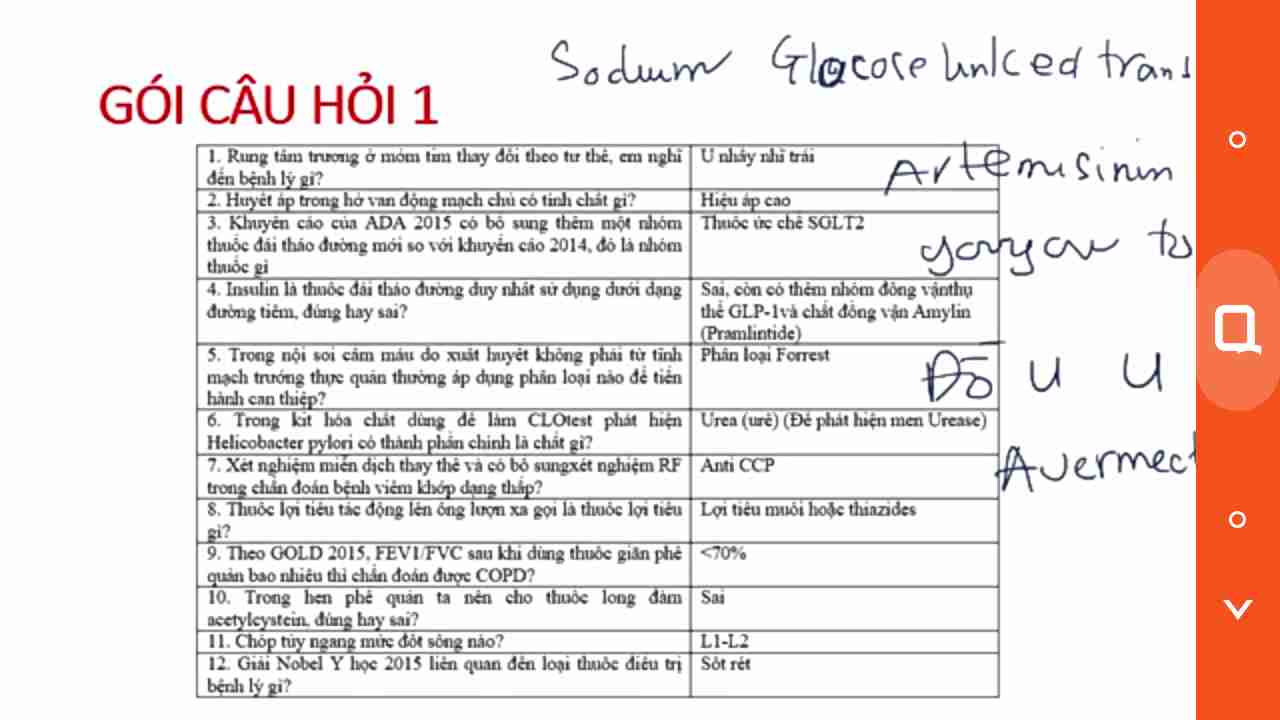 Sodium Glocose linked trans
GÓI CÂU HỎI 1
1. Rung tâm trương ở mỏm tim thay đổi theo tư thế, em nghĩ
đến bệnh lý gì?
U nhầy nhĩ trái
Artemisinin
2. Huyết áp trong hở van động mạch chủ có tính chất gì?
Hiệu áp cao
3. Khuyến cáo của ADA 2015 có bổ sung thêm một nhóm
thuốc đái tháo đường mới so với khuyến cáo 2014, đó là nhóm
thuốc gì
Thuốc ức chế SGLT2
4. Insulin là thuốc đái tháo đường duy nhất sử dụng dưới dạng
đường tiêm, đúng hay sai?
Sai, còn có thêm nhóm đồng vậnthụ
thể GLP-1và chất đồng vận Amylin
(Pramlintide)
5. Trong nội soi cầm máu do xuất huyết không phải từ tĩnh
mạch trướng thực quản thường áp dụng phân loại nào để tiến
hành can thiệp?
Phân loại Forrest
U U
6. Trong kit hóa chất dùng để làm CLOtest phát hiện
Helicobacter pylori có thành phần chính là chất gì?
Urea (urê) (Để phát hiện men Urease)
7. Xét nghiệm miễn dịch thay thế và có bổ sungxét nghiệm RF
trong chẩn đoán bệnh viêm khớp dạng thấp?
Anti CCP
Avermect
8. Thuốc lợi tiểu tác động lên ống lượn xa gọi là thuốc lợi tiểu
gì?
Lợi tiểu muối hoặc thiazides
9. Theo GOLD 2015, FEV1/FVC sau khi dùng thuốc giãn phế
quản bao nhiêu thì chẩn đoán được COPD?
<70%
10. Trong hen phế quản ta nên cho thuốc long đàm
acetylcystein, đúng hay sai?
Sai
11. Chóp tủy ngang mức đốt sống nào?
L1-L2
12. Giải Nobel Y học 2015 liên quan đến loại thuốc điều trị
bệnh lý gì?
Sốt rét